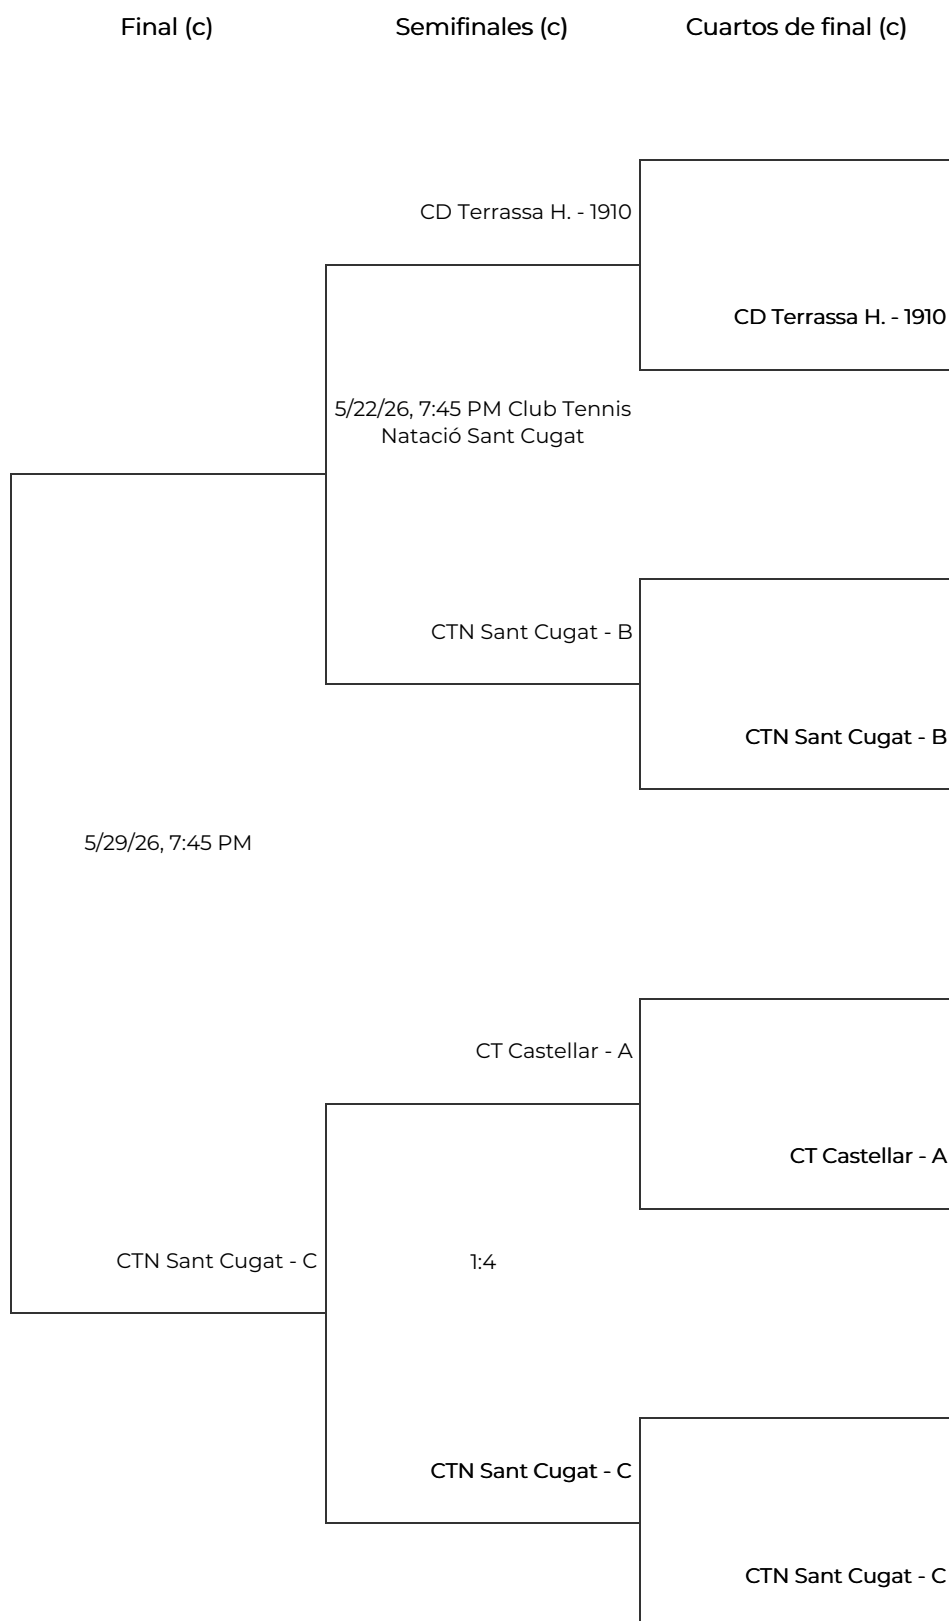 Final (c)
Semifinales (c)
Cuartos de final (c)
CD Terrassa H. - 1910
CD Terrassa H. - 1910
5/22/26, 7:45 PM Club Tennis
Natació Sant Cugat
CTN Sant Cugat - B
CTN Sant Cugat - B
5/29/26, 7:45 PM
CT Castellar - A
CT Castellar - A
CTN Sant Cugat - C
1:4
CTN Sant Cugat - C
CTN Sant Cugat - C